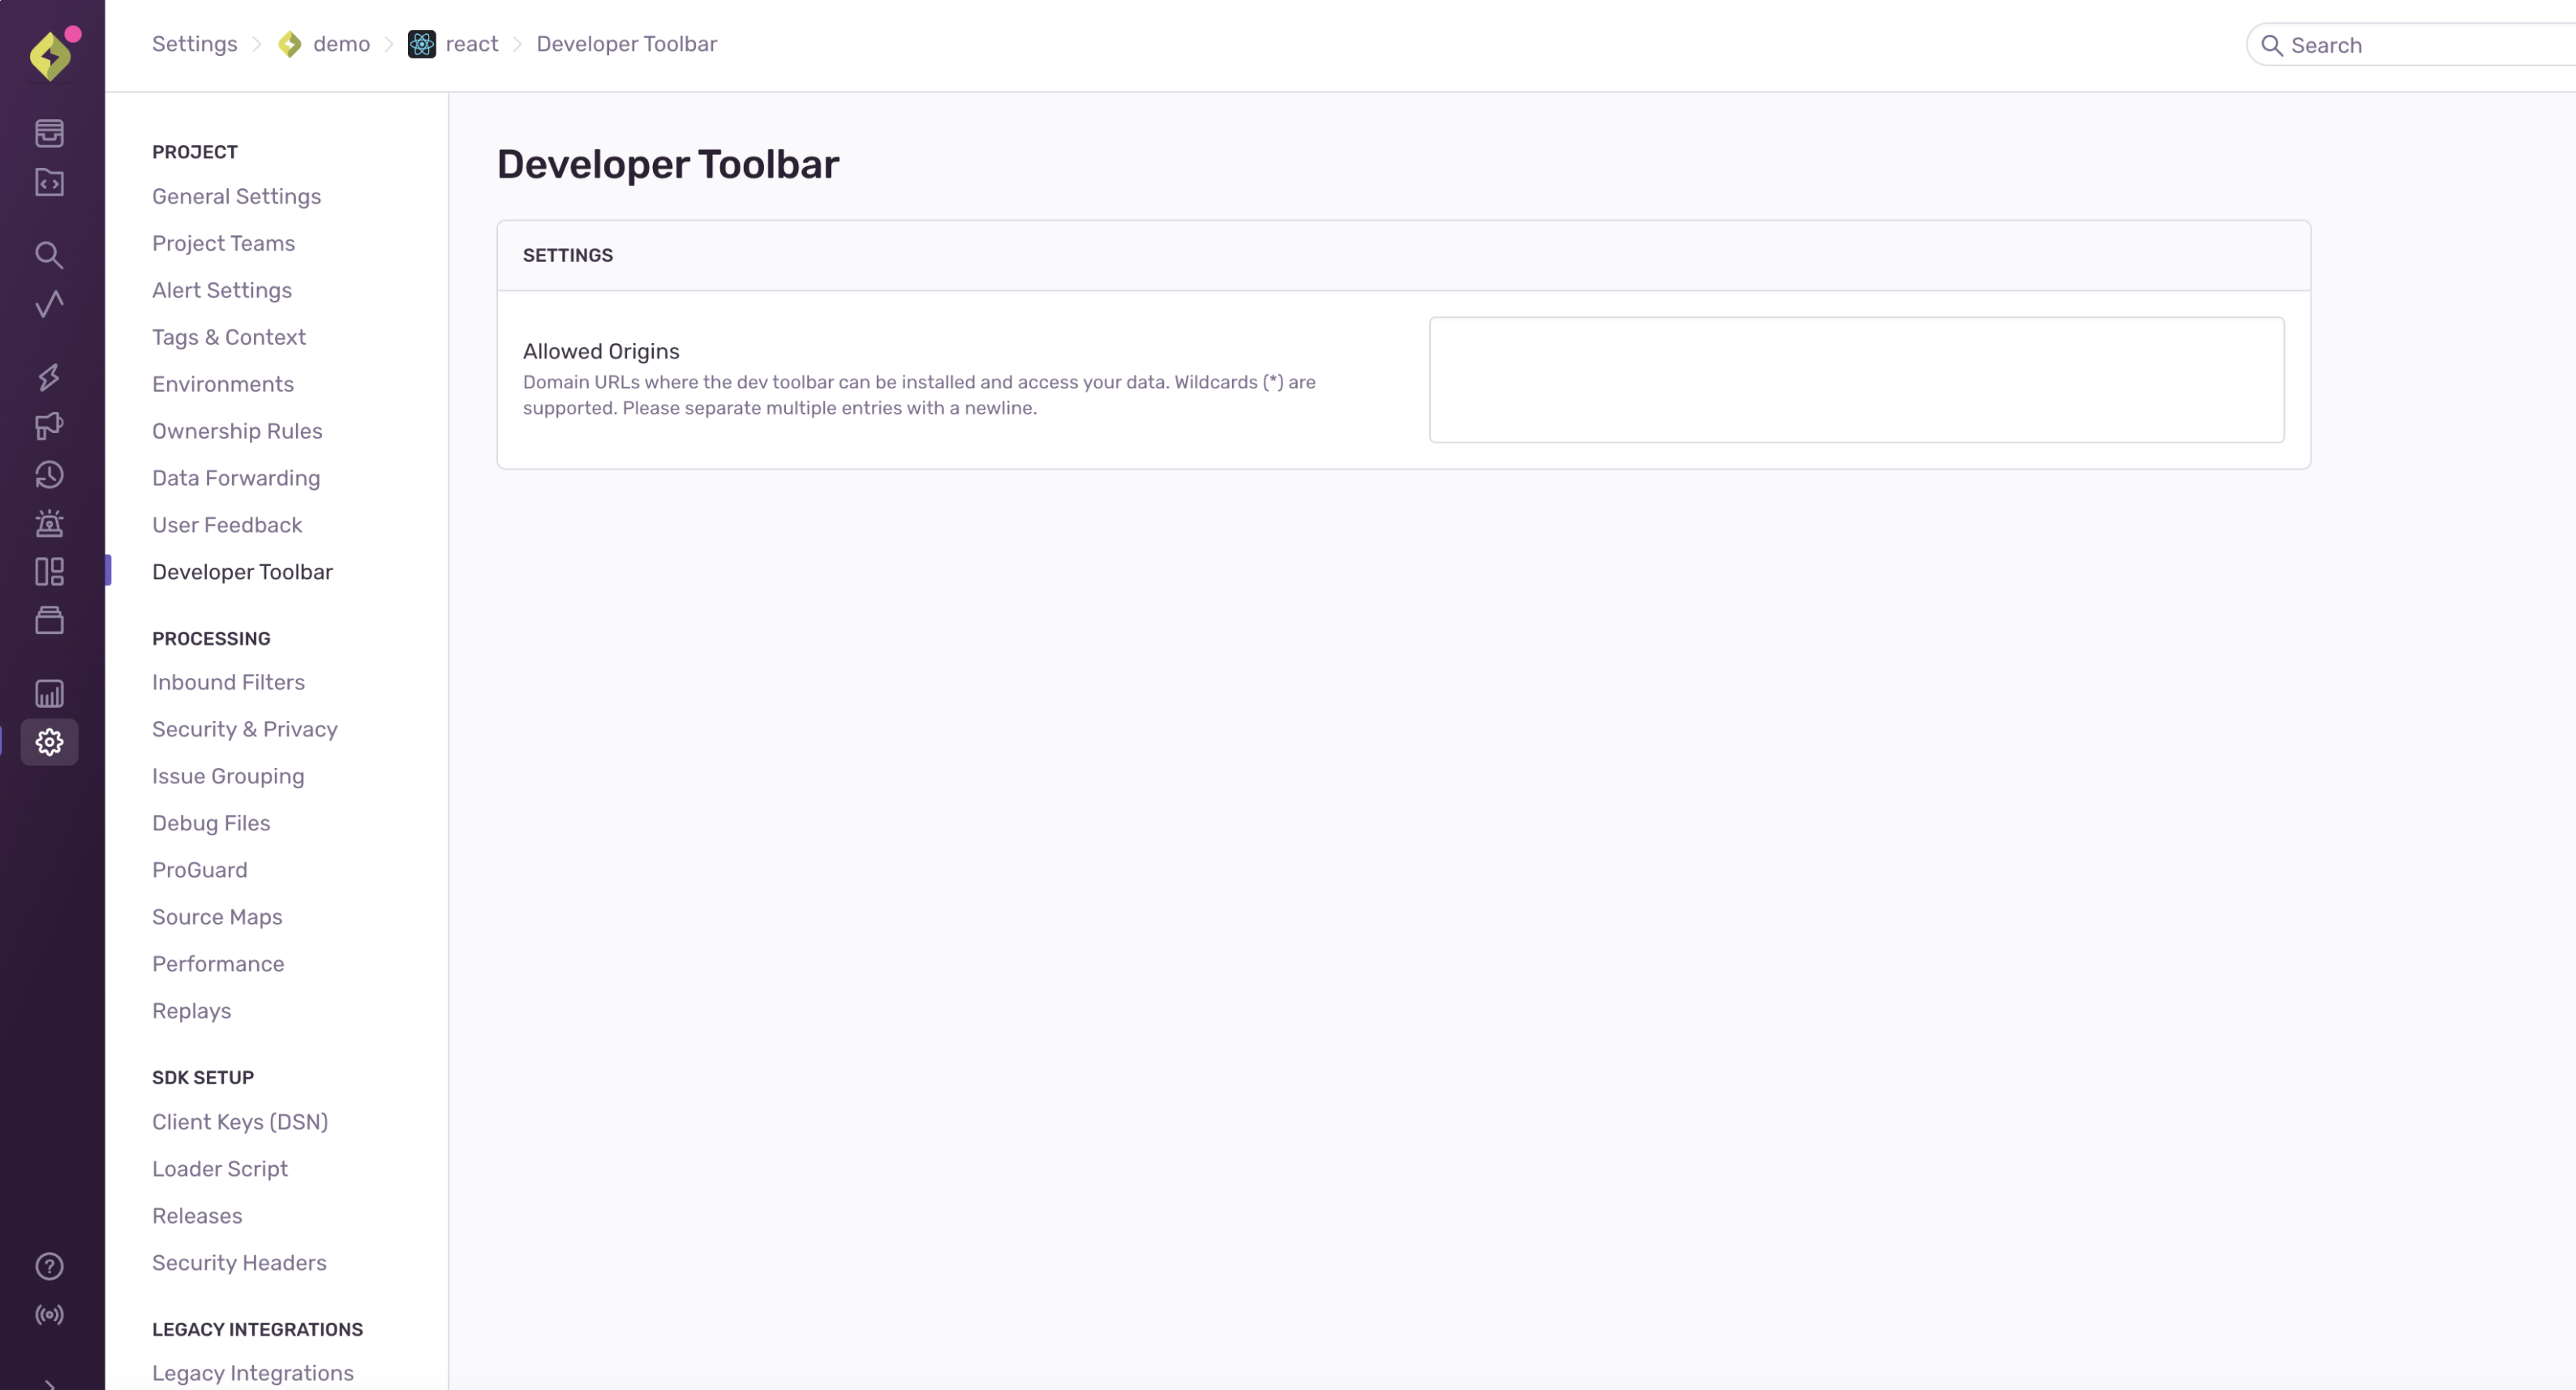 Settings
demo
react
Developer Toolbar
Search
PROJECT
General Settings
Project Teams
Alert Settings
Tags & Context
Environments
Ownership Rules
Data Forwarding
User Feedback
Developer Toolbar
PROCESSING
Inbound Filters
Security & Privacy
Issue Grouping
Debug Files
ProGuard
Source Maps
Performance
Replays
SDK SETUP
Client Keys (DSN)
Loader Script
Releases
Security Headers
LEGACY INTEGRATIONS
Legacy Integrations
Developer Toolbar
SETTINGS
Allowed Origins
Domain URLs where the dev toolbar can be installed and access your data. Wildcards (*) are
supported. Please separate multiple entries with a newline.